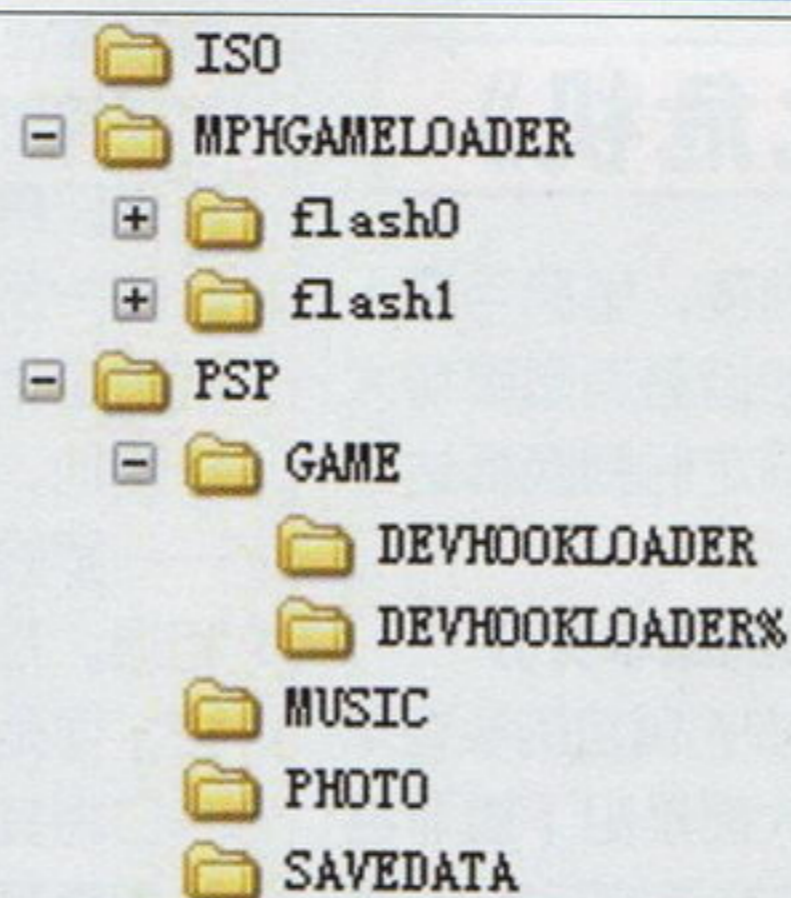 ISO
MPHGAMELOADER
flash0
flash1
PSP
GAME
DEVHOOKLOADER
DEVHOOKLOADER%
MUSIC
PHOTO
SAVEDATA